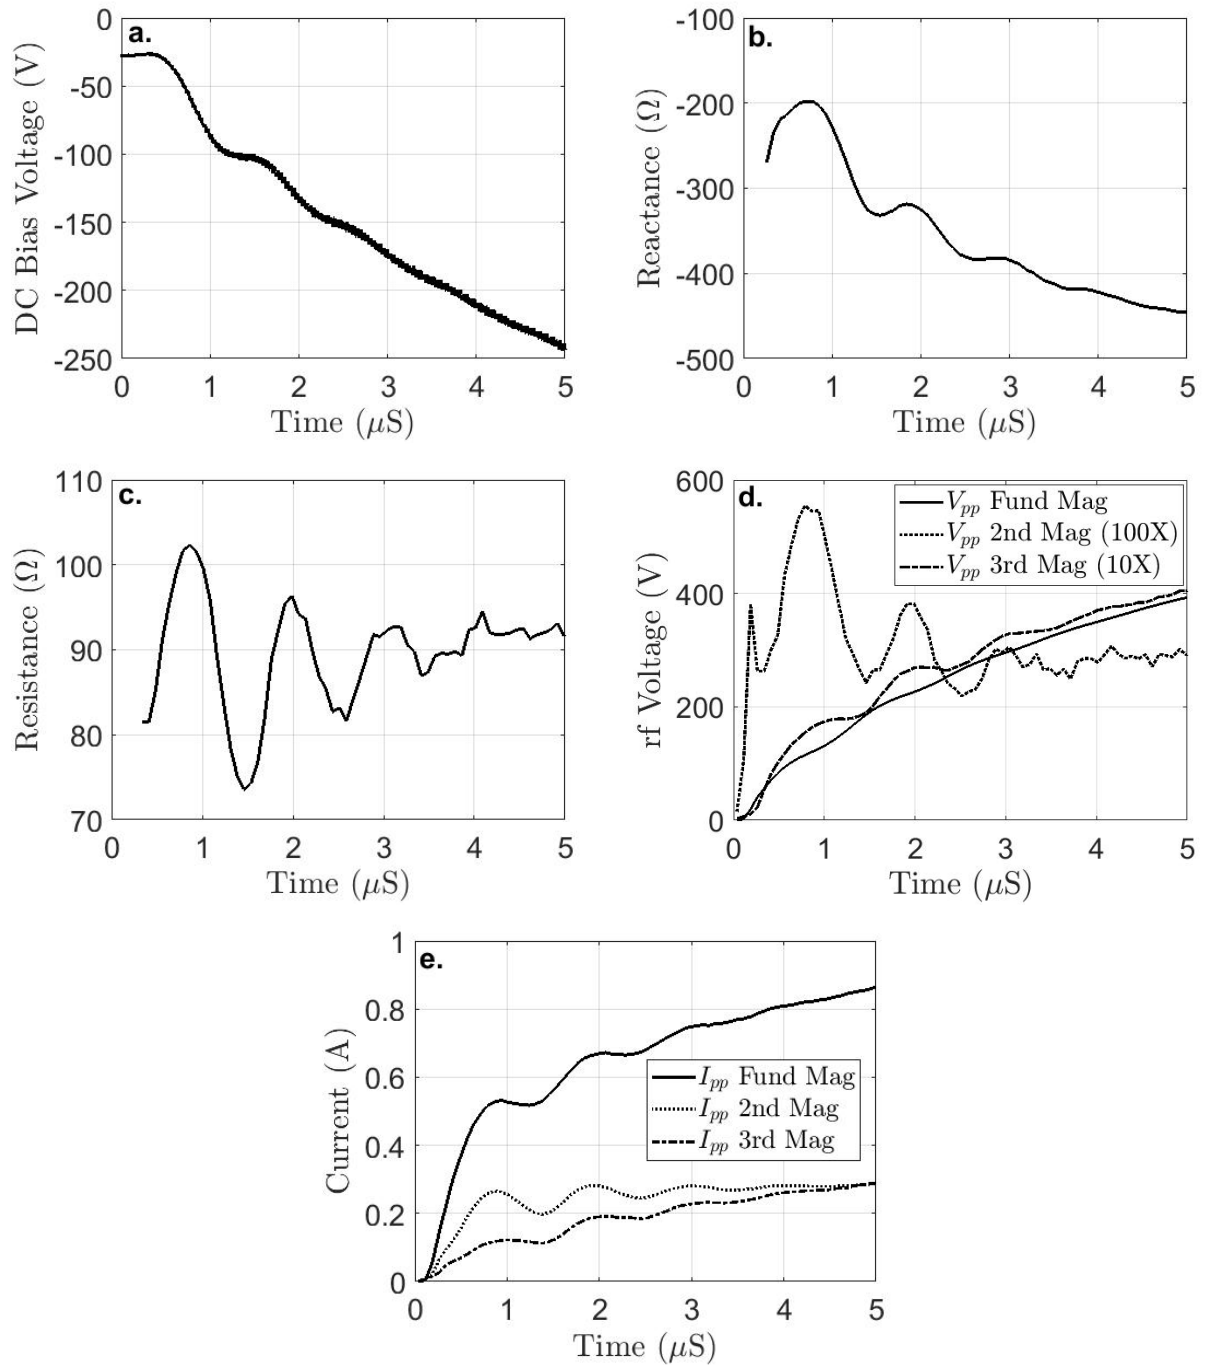 a.
0
-50
-100
-150
-200
-250
DC Bias Voltage (V)
0 1 2 3 4 5
Time (μS)
b.
-100
-200
-300
-400
-500
Reactance (Ω)
0 1 2 3 4 5
Time (μS)
c.
110
100
90
80
70
Resistance (Ω)
0 1 2 3 4 5
Time (μS)
d.
600
400
200
0
rf Voltage (V)
V_pp Fund Mag
V_pp 2nd Mag (100X)
V_pp 3rd Mag (10X)
0 1 2 3 4 5
Time (μS)
e.
1
0.8
0.6
0.4
0.2
0
Current (A)
I_pp Fund Mag
I_pp 2nd Mag
I_pp 3rd Mag
0 1 2 3 4 5
Time (μS)